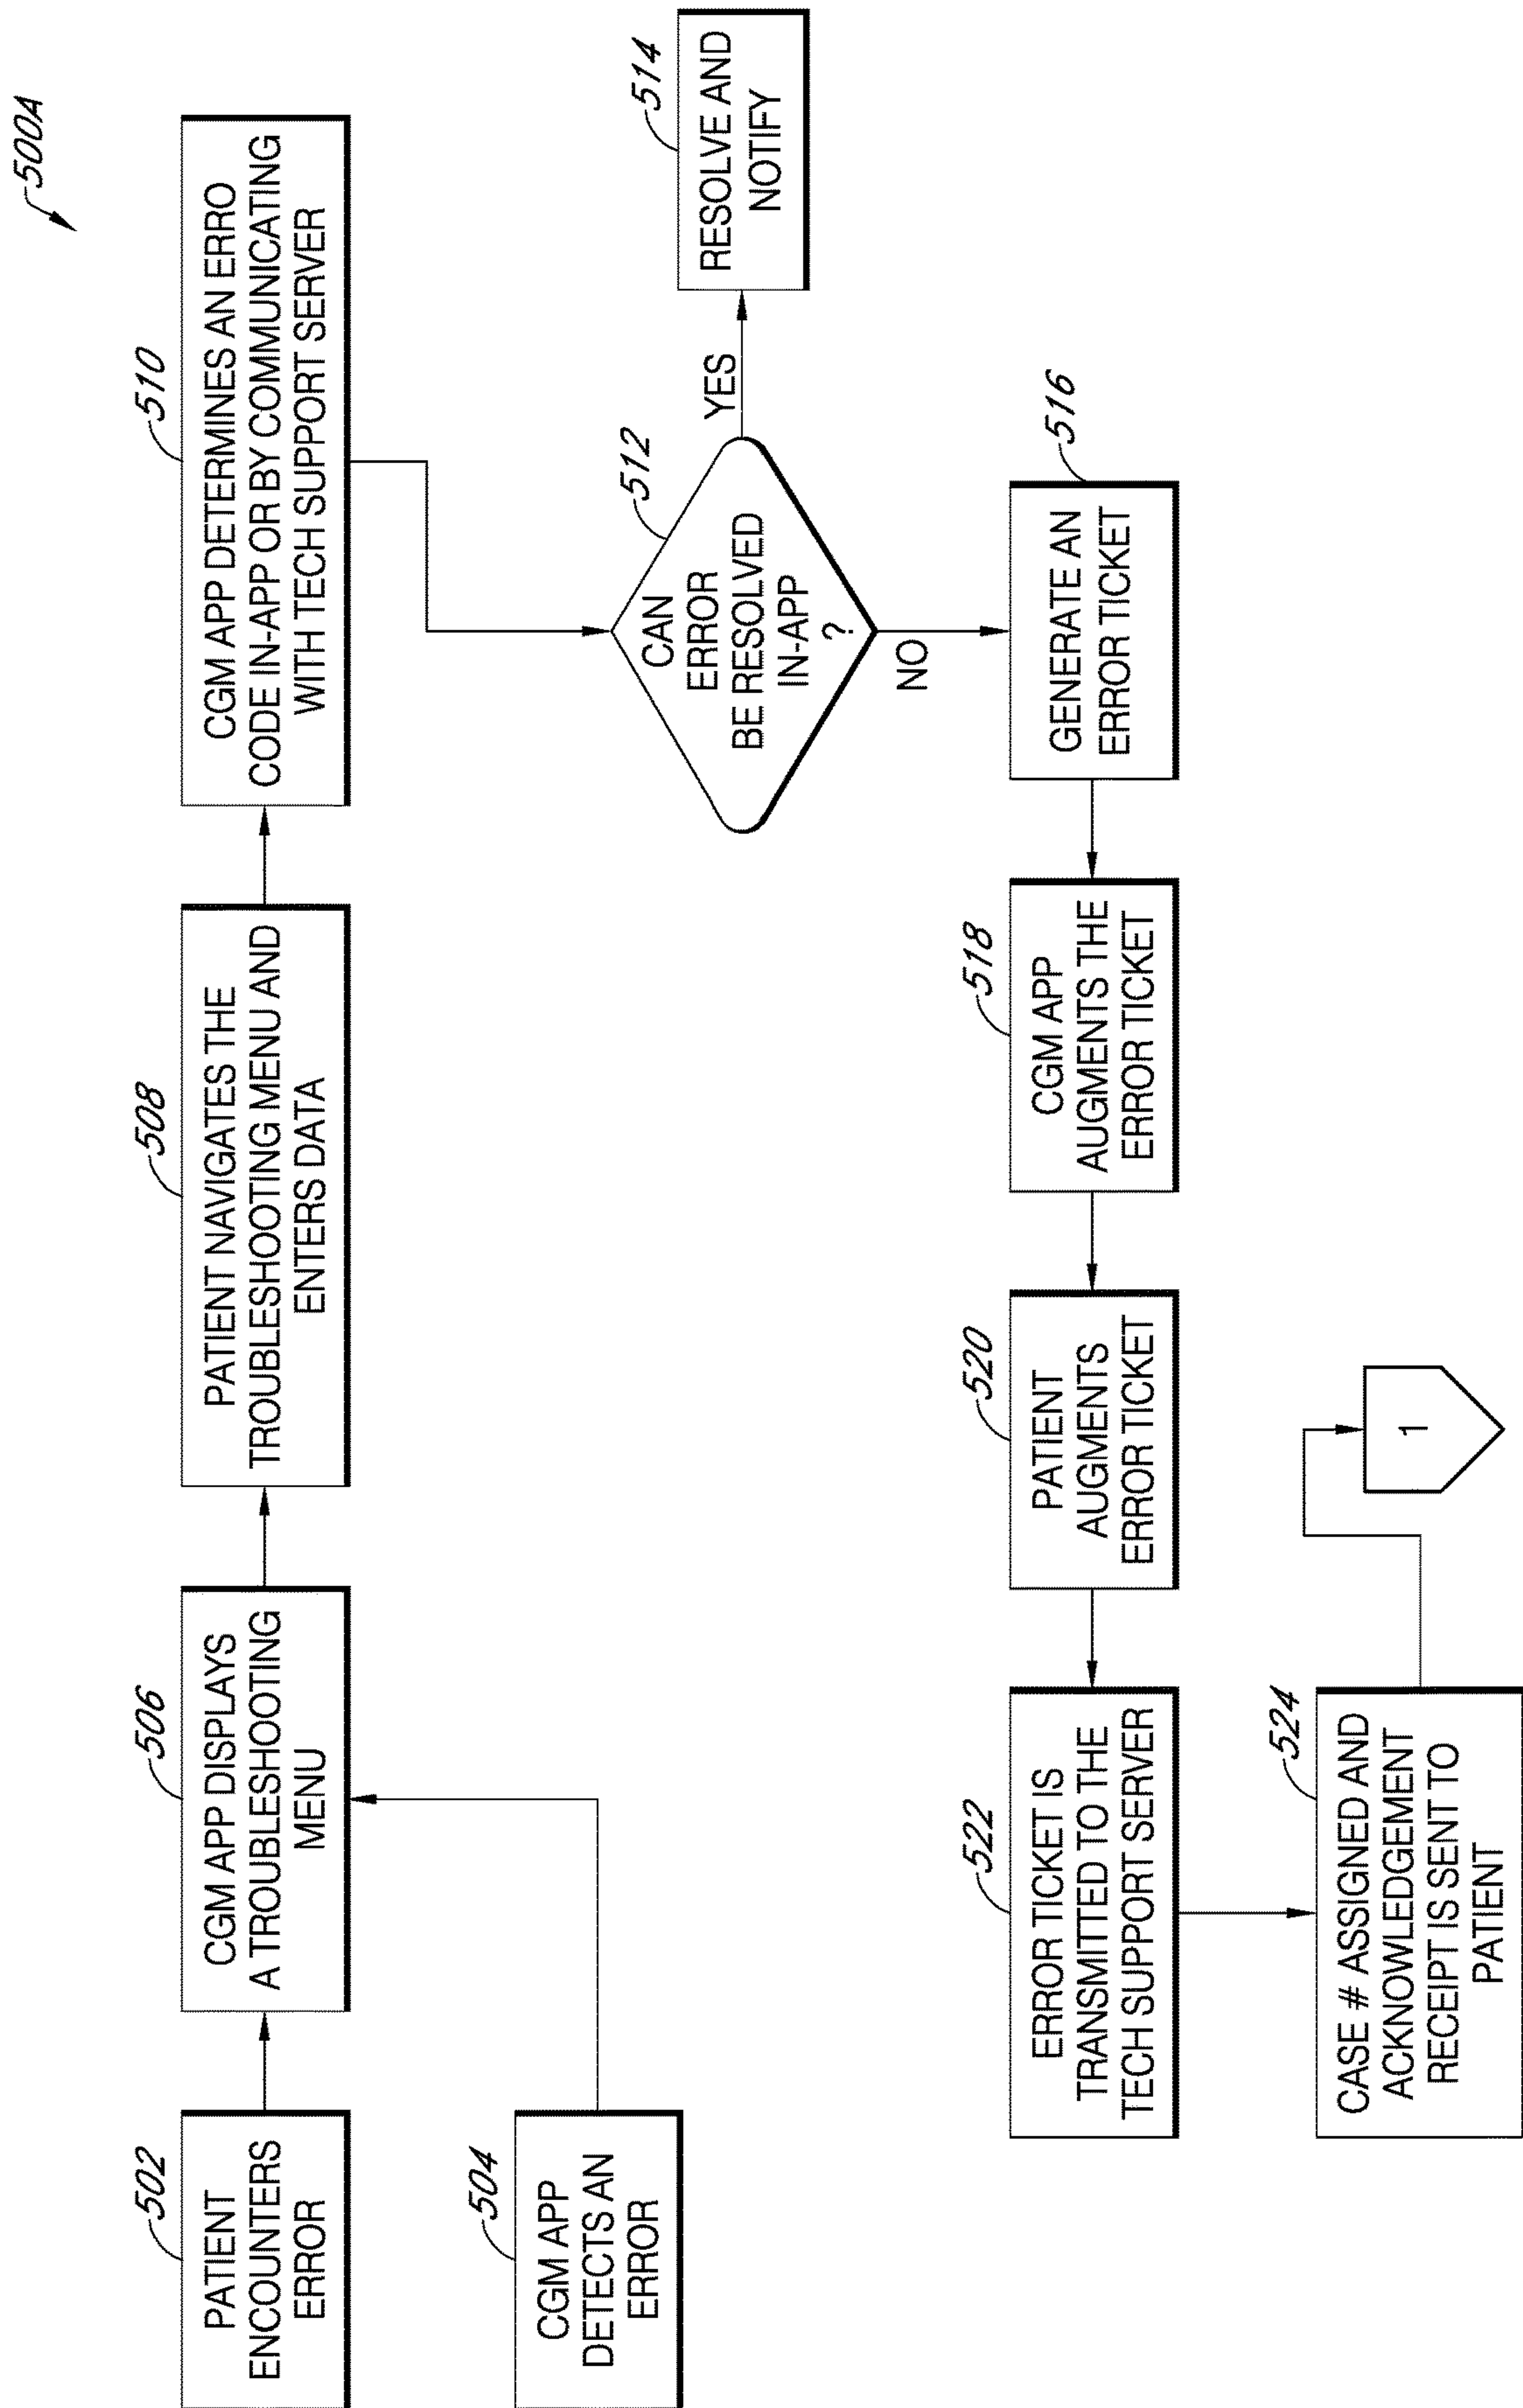 500A
502
PATIENT
ENCOUNTERS
ERROR
504
CGM APP
DETECTS AN
ERROR
506
CGM APP DISPLAYS
A TROUBLESHOOTING
MENU
508
PATIENT NAVIGATES THE
TROUBLESHOOTING MENU AND
ENTERS DATA
510
CGM APP DETERMINES AN ERRO
CODE IN-APP OR BY COMMUNICATING
WITH TECH SUPPORT SERVER
512
CAN
ERROR
BE RESOLVED
IN-APP
?
YES
514
RESOLVE AND
NOTIFY
NO
516
GENERATE AN
ERROR TICKET
518
CGM APP
AUGMENTS THE
ERROR TICKET
520
PATIENT
AUGMENTS
ERROR TICKET
522
ERROR TICKET IS
TRANSMITTED TO THE
TECH SUPPORT SERVER
524
CASE # ASSIGNED AND
ACKNOWLEDGEMENT
RECEIPT IS SENT TO
PATIENT
1